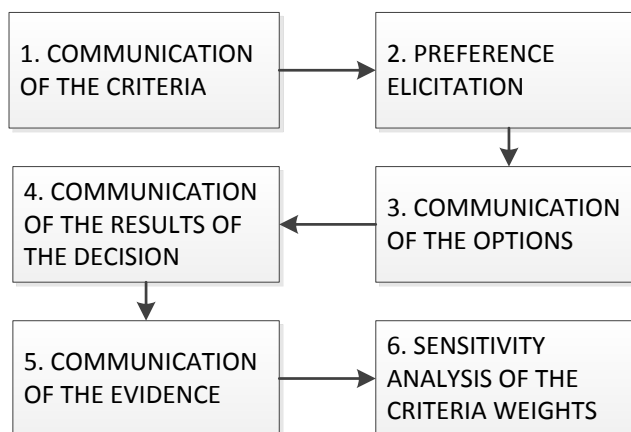 1. COMMUNICATION
OF THE CRITERIA
2. PREFERENCE
ELICITATION
3. COMMUNICATION
OF THE OPTIONS
4. COMMUNICATION
OF THE RESULTS OF
THE DECISION
5. COMMUNICATION
OF THE EVIDENCE
6. SENSITIVITY
ANALYSIS OF THE
CRITERIA WEIGHTS